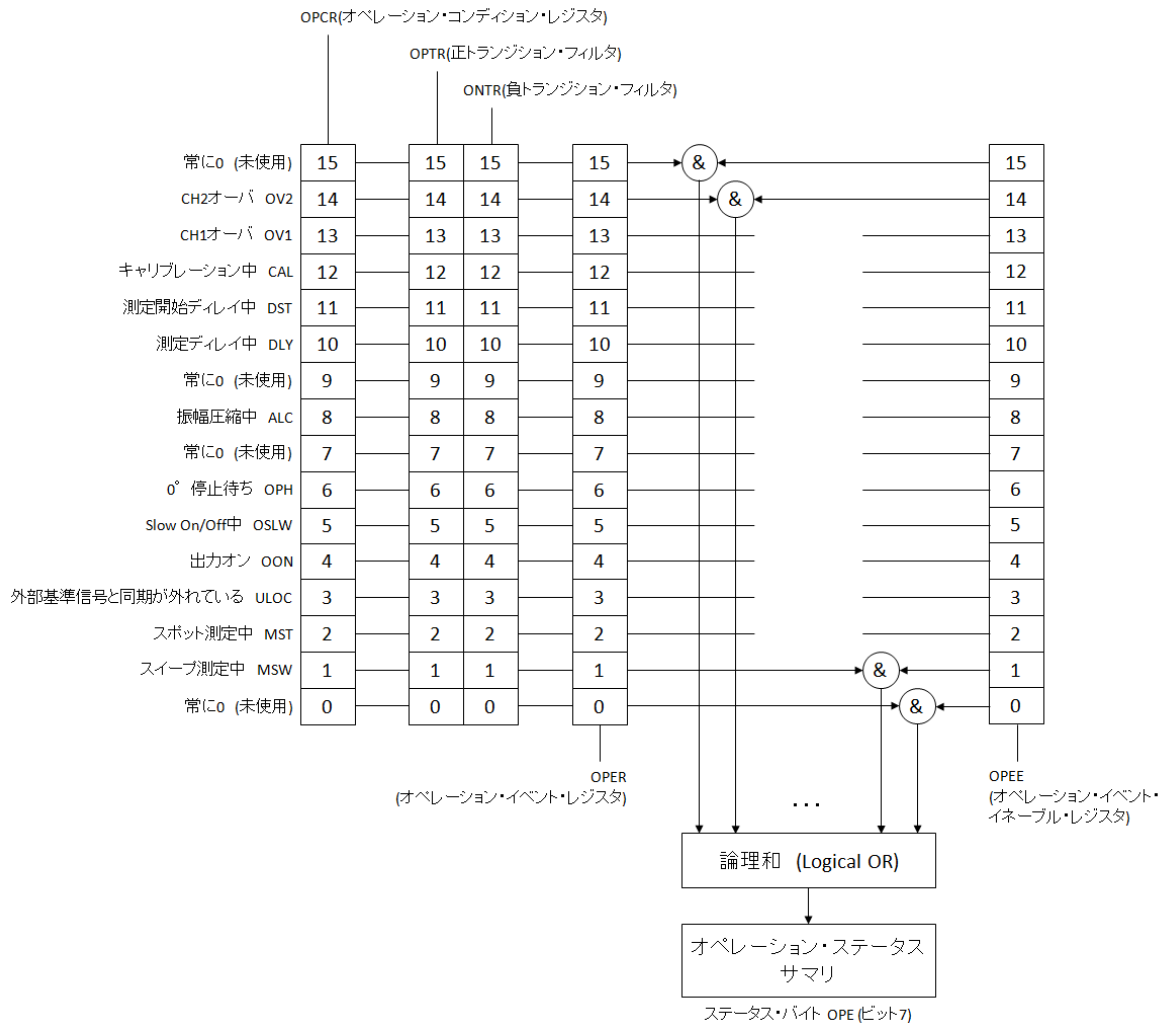 OPCR(オペレーション・コンディション・レジスタ)
OPTR(正トランジション・フィルタ)
ONTR(負トランジション・フィルタ)
常に0 (未使用) 15 15 15 15 & 15
CH2オーバ OV2 14 14 14 14 & 14
CH1オーバ OV1 13 13 13 13 13
キャリブレーション中 CAL 12 12 12 12 12
測定開始ディレイ中 DST 11 11 11 11 11
測定ディレイ中 DLY 10 10 10 10 10
常に0 (未使用) 9 9 9 9 9
振幅圧縮中 ALC 8 8 8 8 8
常に0 (未使用) 7 7 7 7 7
0°停止待ち OPH 6 6 6 6 6
Slow On/Off中 OSLW 5 5 5 5 5
出力オン OON 4 4 4 4 4
外部基準信号と同期が外れている ULOC 3 3 3 3 3
スポット測定中 MST 2 2 2 2 2
スイープ測定中 MSW 1 1 1 1 & 1
常に0 (未使用) 0 0 0 0 & 0
OPER
(オペレーション・イベント・レジスタ)
OPEE
(オペレーション・イベント・
イネーブル・レジスタ)
...
論理和 (Logical OR)
オペレーション・ステータス
サマリ
ステータス・バイト OPE (ビット7)